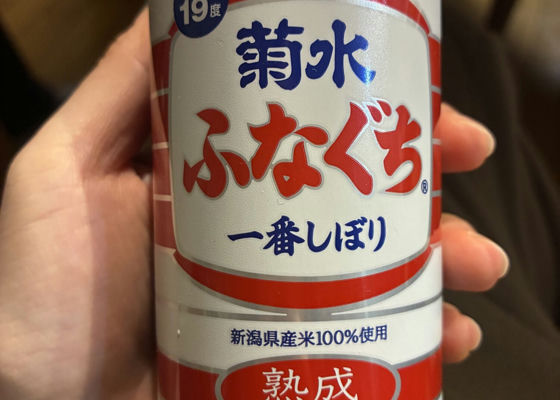 19度
菊水
ふなぐち®
一番しぼり
新潟県産米100%使用
熟成